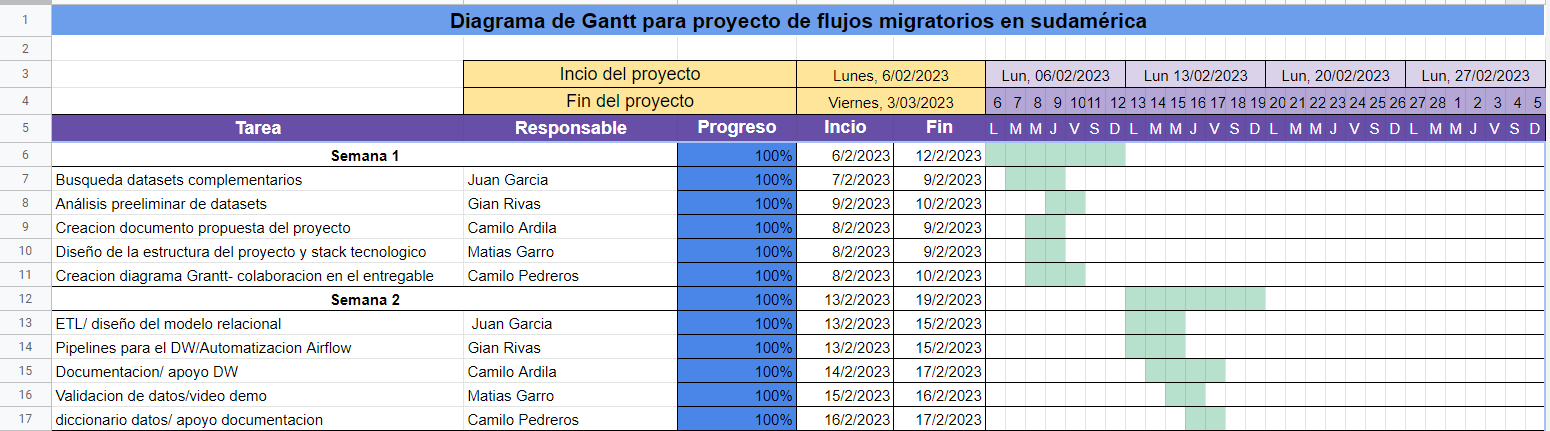 1 Diagrama de Gantt para proyecto de flujos migratorios en sudamérica
2
3 Incio del proyecto Lunes, 6/02/2023 Lun, 06/02/2023 Lun 13/02/2023 Lun, 20/02/2023 Lun, 27/02/2023
4 Fin del proyecto Viernes, 3/03/2023 6 7 8 9 10 11 12 13 14 15 16 17 18 19 20 21 22 23 24 25 26 27 28 1 2 3 4 5
5 Tarea Responsable Progreso Incio Fin L M M J V S D L M M J V S D L M M J V S D L M M J V S D
6 Semana 1 100% 6/2/2023 12/2/2023
7 Busqueda datasets complementarios Juan Garcia 100% 7/2/2023 9/2/2023
8 Análisis preeliminar de datasets Gian Rivas 100% 9/2/2023 10/2/2023
9 Creacion documento propuesta del proyecto Camilo Ardila 100% 8/2/2023 9/2/2023
10 Diseño de la estructura del proyecto y stack tecnologico Matias Garro 100% 8/2/2023 9/2/2023
11 Creacion diagrama Grantt- colaboracion en el entregable Camilo Pedreros 100% 8/2/2023 10/2/2023
12 Semana 2 100% 13/2/2023 19/2/2023
13 ETL/ diseño del modelo relacional Juan Garcia 100% 13/2/2023 15/2/2023
14 Pipelines para el DW/Automatizacion Airflow Gian Rivas 100% 13/2/2023 15/2/2023
15 Documentacion/ apoyo DW Camilo Ardila 100% 14/2/2023 17/2/2023
16 Validacion de datos/video demo Matias Garro 100% 15/2/2023 16/2/2023
17 diccionario datos/ apoyo documentacion Camilo Pedreros 100% 16/2/2023 17/2/2023